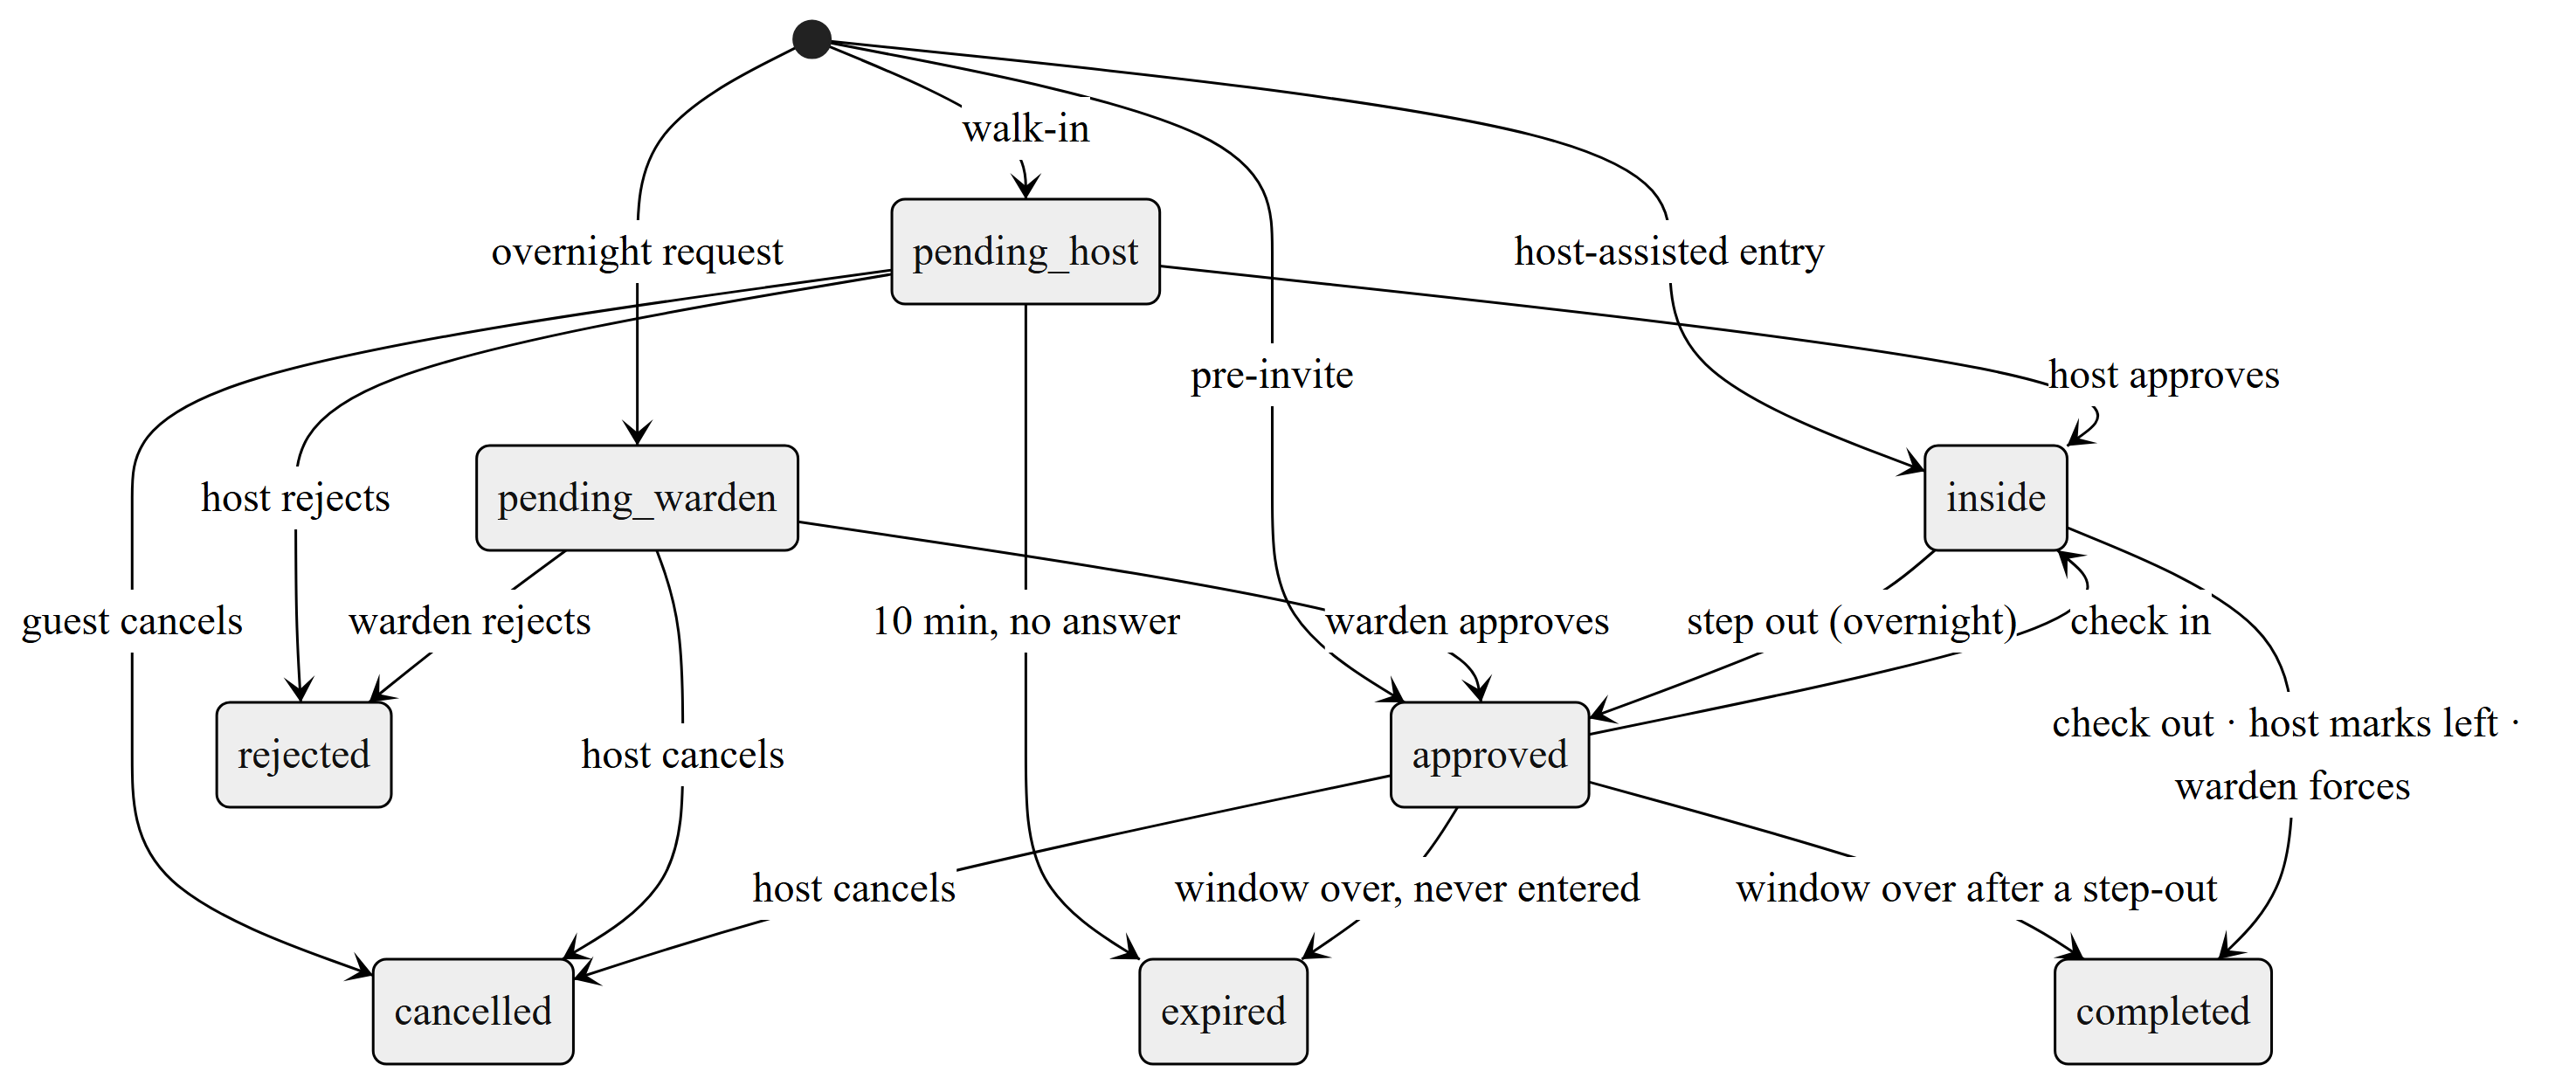 walk-in
overnight request
pending_host
host-assisted entry
pre-invite
host approves
host rejects
pending_warden
inside
guest cancels
warden rejects
10 min, no answer
warden approves
step out (overnight)
check in
rejected
host cancels
approved
check out · host marks left ·
warden forces
host cancels
window over, never entered
window over after a step-out
cancelled
expired
completed